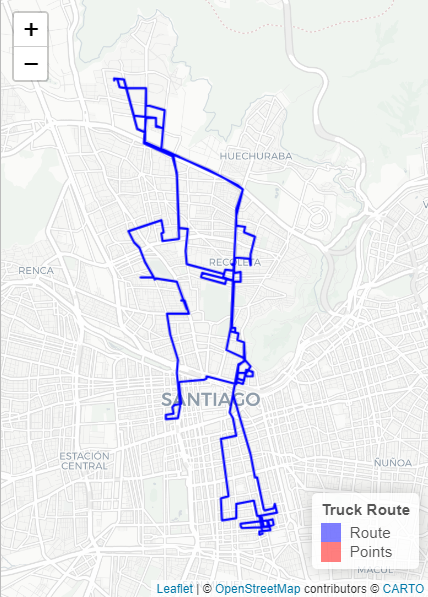 +
−
HUECHURABA
RECOLETA
RENCA
SANTIAGO
ESTACIÓN
CENTRAL
ÑUÑOA
Truck Route
Route
Points
MACUL
Leaflet | © OpenStreetMap contributors © CARTO